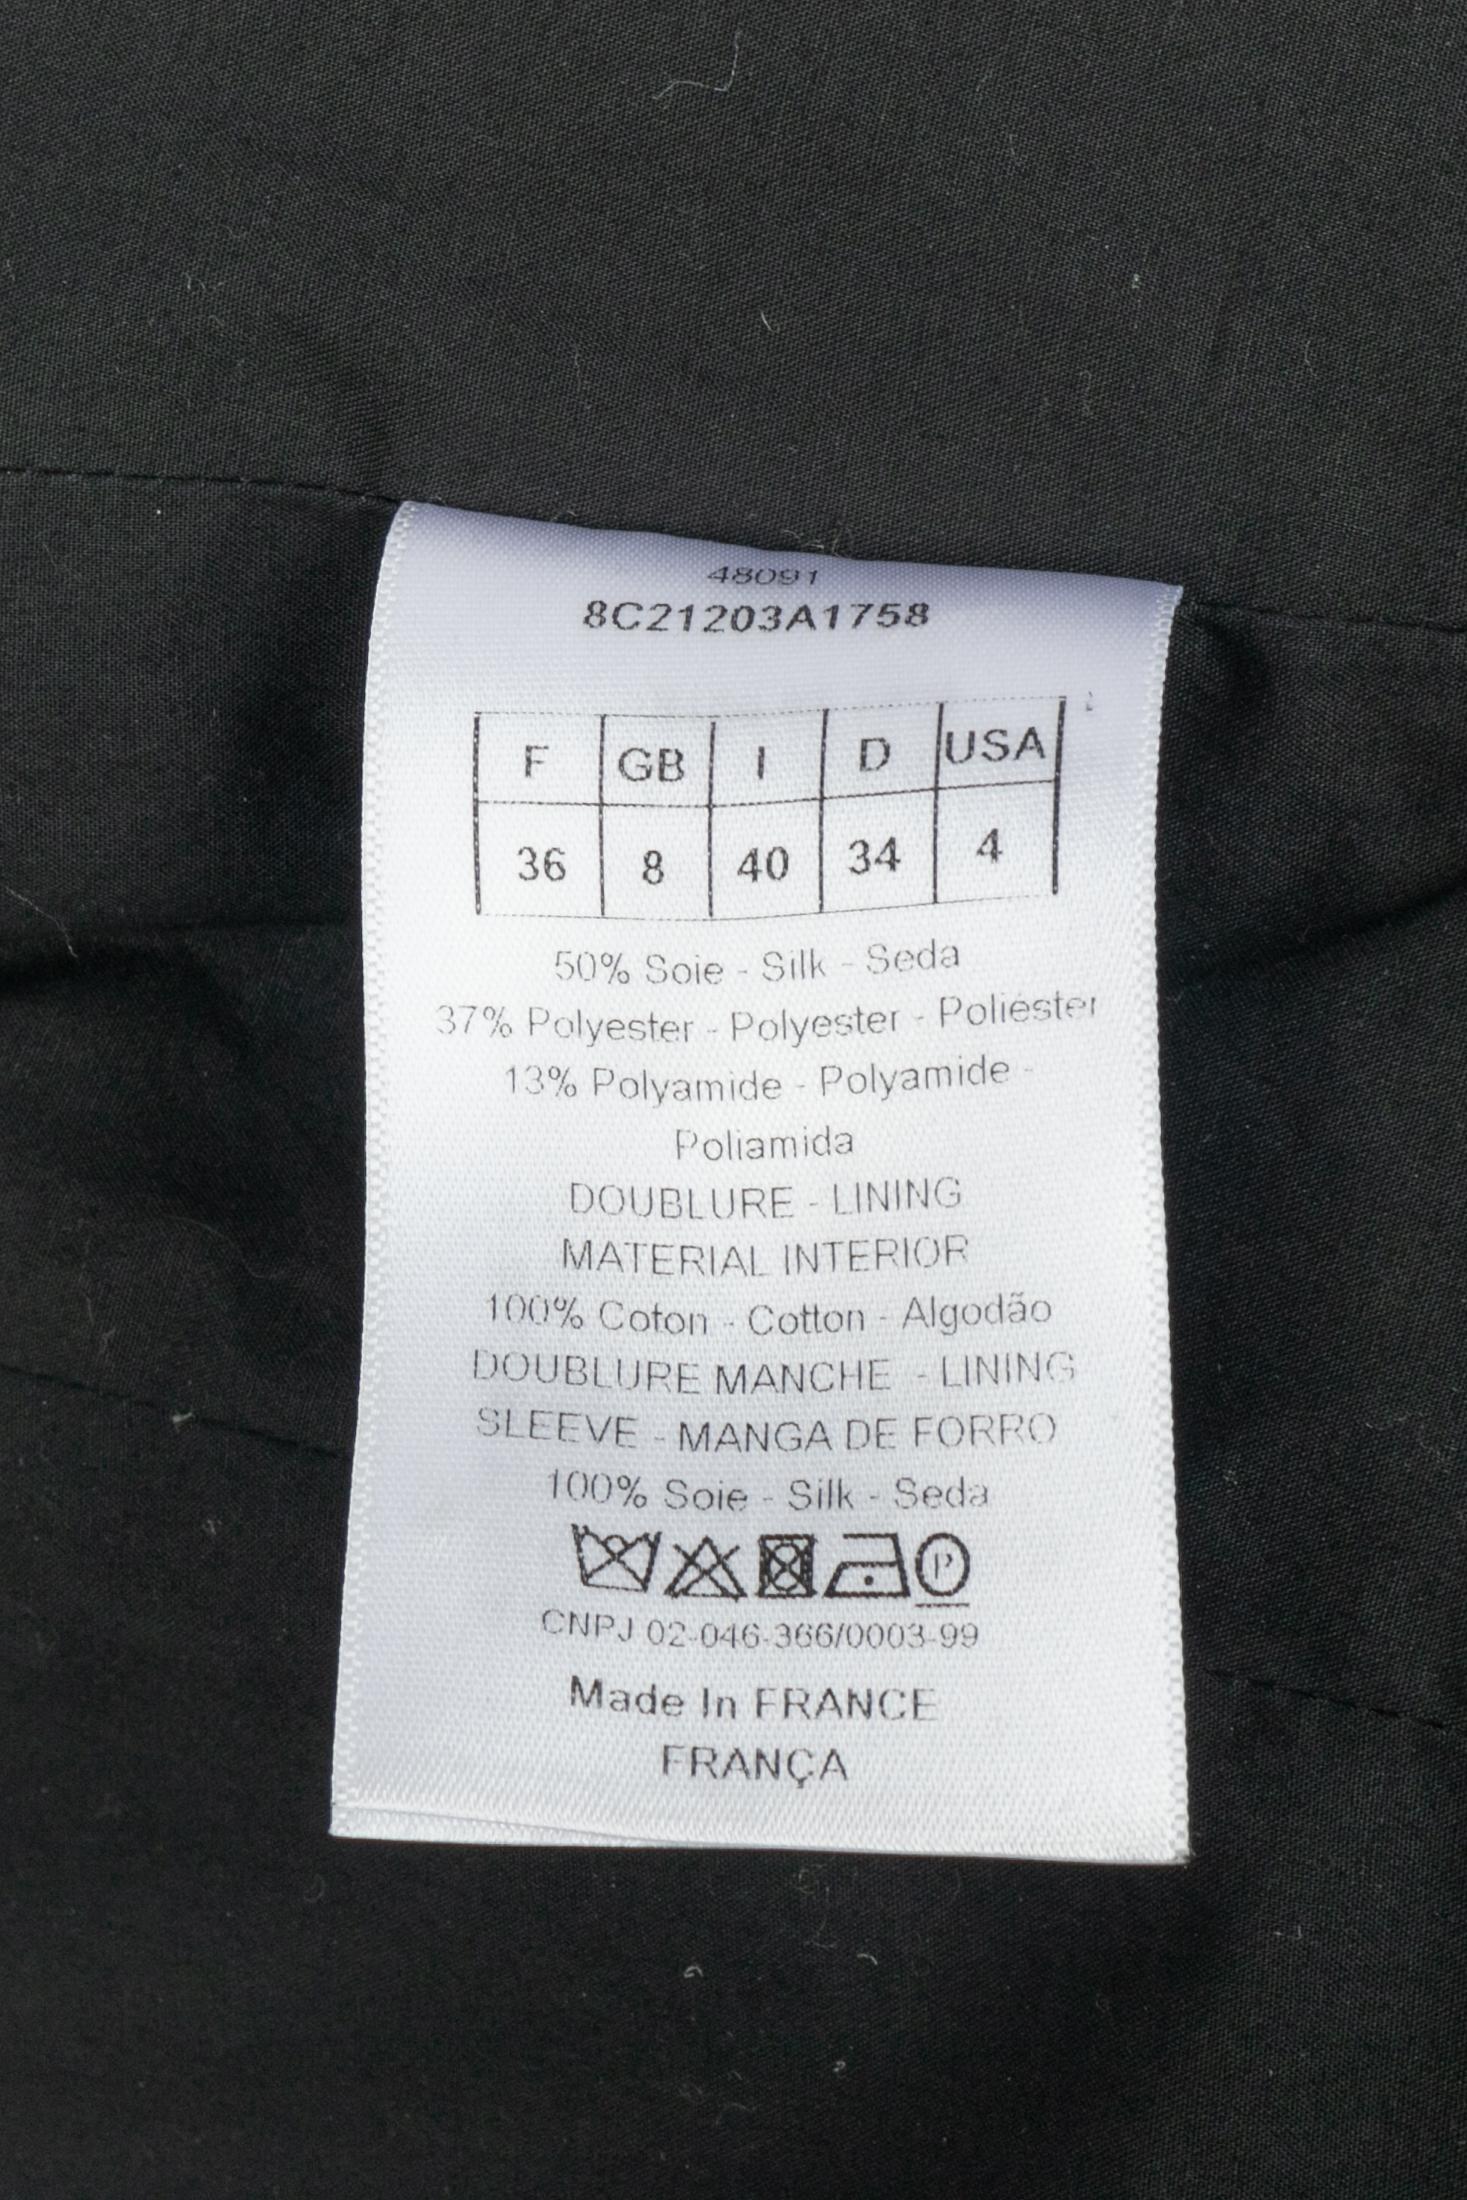 48091
8C21203A1758
F GB I D USA
36 8 40 34 4
50% Soie - Silk - Seda
37% Polyester - Polyester - Poliéster
13% Polyamide - Polyamide -
Poliamida
DOUBLURE - LINING
MATERIAL INTERIOR
100% Coton - Cotton - Algodão
DOUBLURE MANCHE - LINING
SLEEVE - MANGA DE FORRO
100% Soie - Silk - Seda
P
CNPJ 02-046-366/0003-99
Made In FRANCE
FRANÇA